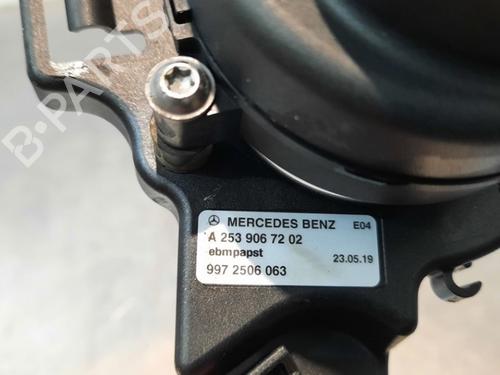 B-PARTS
MERCEDES BENZ E04
A 253 906 72 02
ebmpapst 23.05.19
997 2506 063